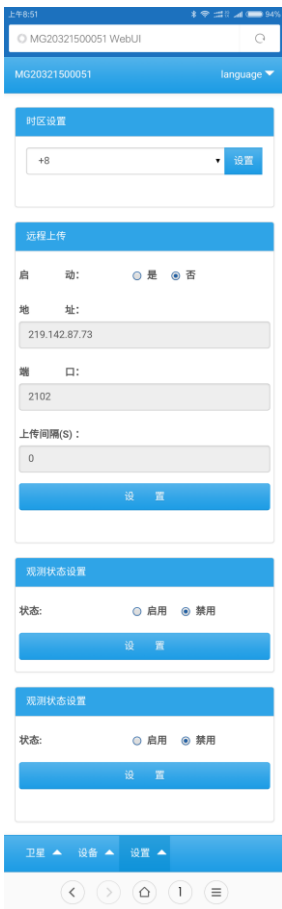 上午8:51
94%
MG20321500051 WebUI
MG20321500051 language
时区设置
+8 设置
远程上传
启 动: 是 否
地 址:
219.142.87.73
端 口:
2102
上传间隔(S) :
0
设 置
观测状态设置
状态: 启用 禁用
设 置
观测状态设置
状态: 启用 禁用
设 置
卫星 设备 设置
1